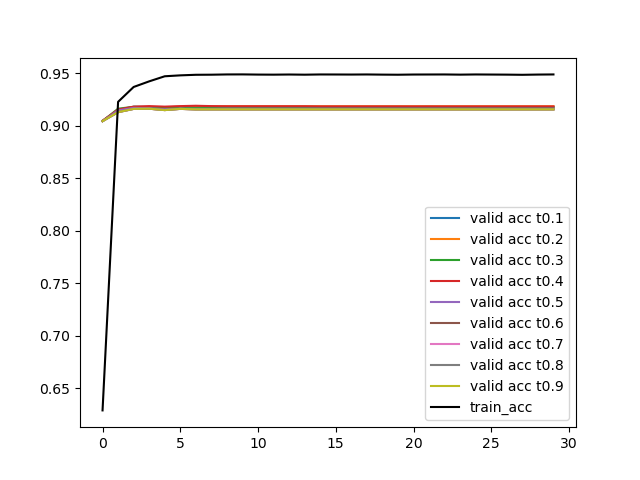 0.95
0.90
0.85
0.80
0.75
0.70
0.65
valid acc t0.1
valid acc t0.2
valid acc t0.3
valid acc t0.4
valid acc t0.5
valid acc t0.6
valid acc t0.7
valid acc t0.8
valid acc t0.9
train_acc
0 5 10 15 20 25 30